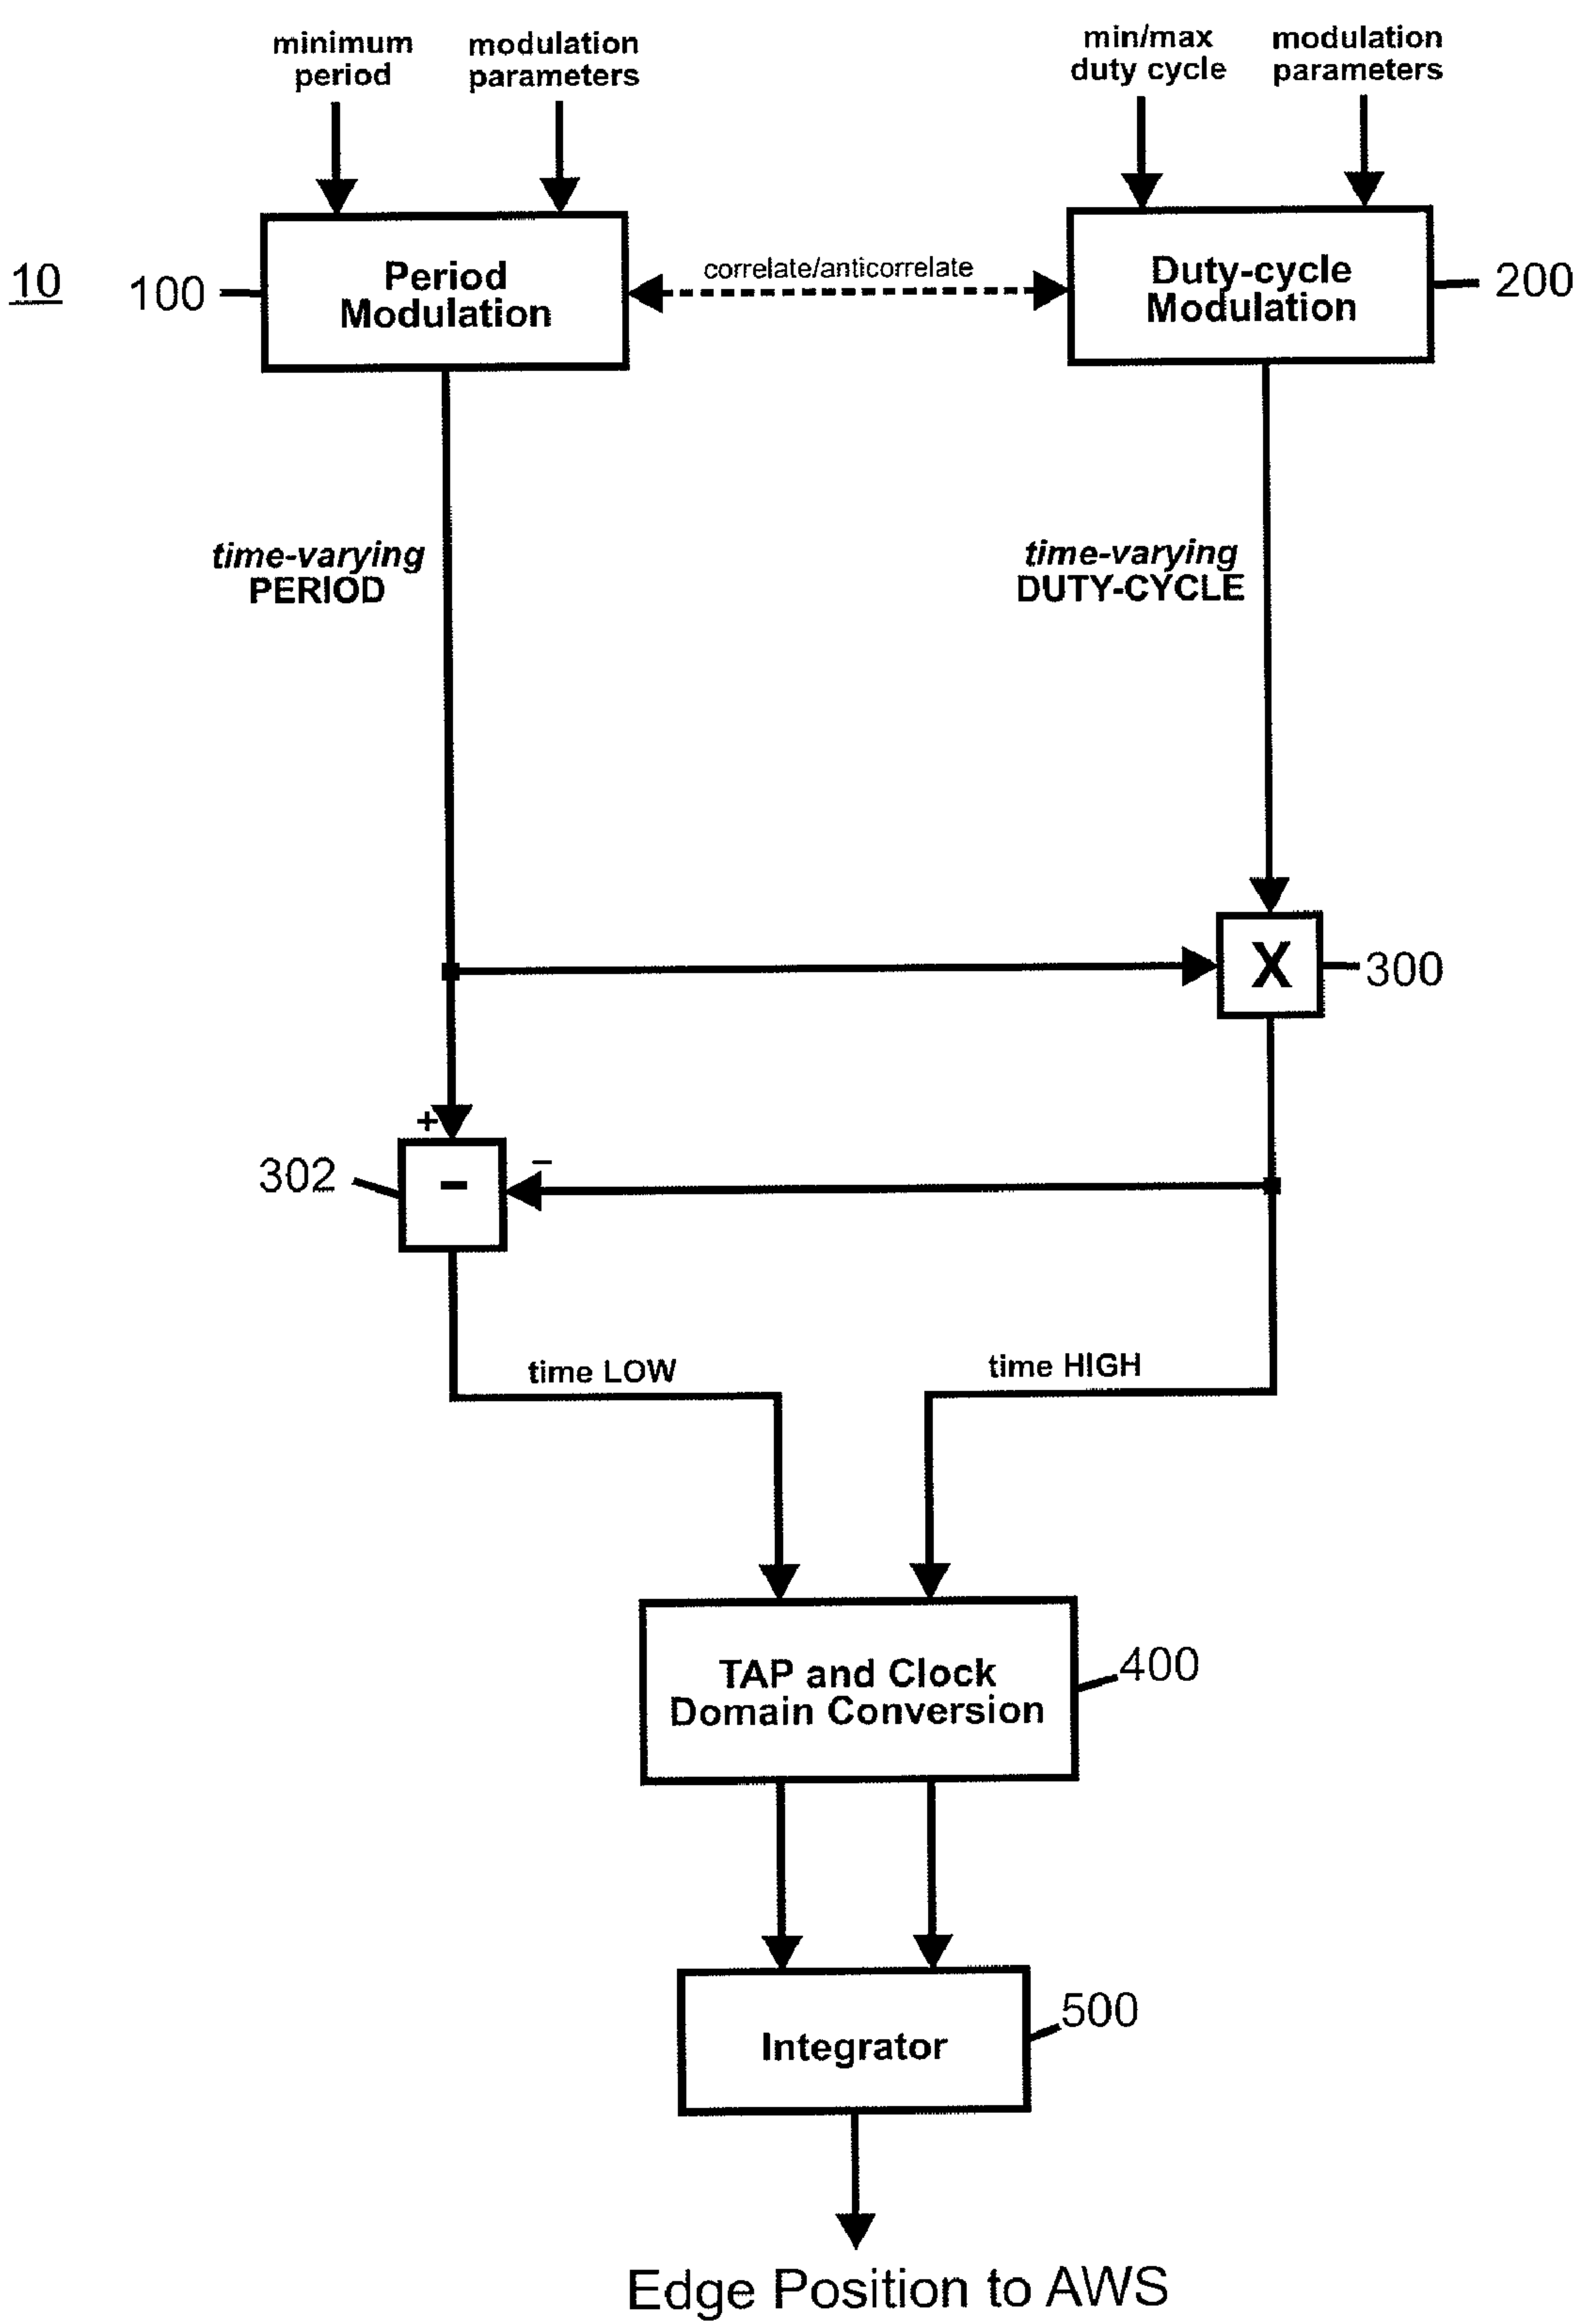 minimum
period
modulation
parameters
min/max
duty cycle
modulation
parameters
10
100
Period
Modulation
correlate/anticorrelate
Duty-cycle
Modulation
200
time-varying
PERIOD
time-varying
DUTY-CYCLE
X
300
+
302
-
–
time LOW
time HIGH
TAP and Clock
Domain Conversion
400
Integrator
500
Edge Position to AWS